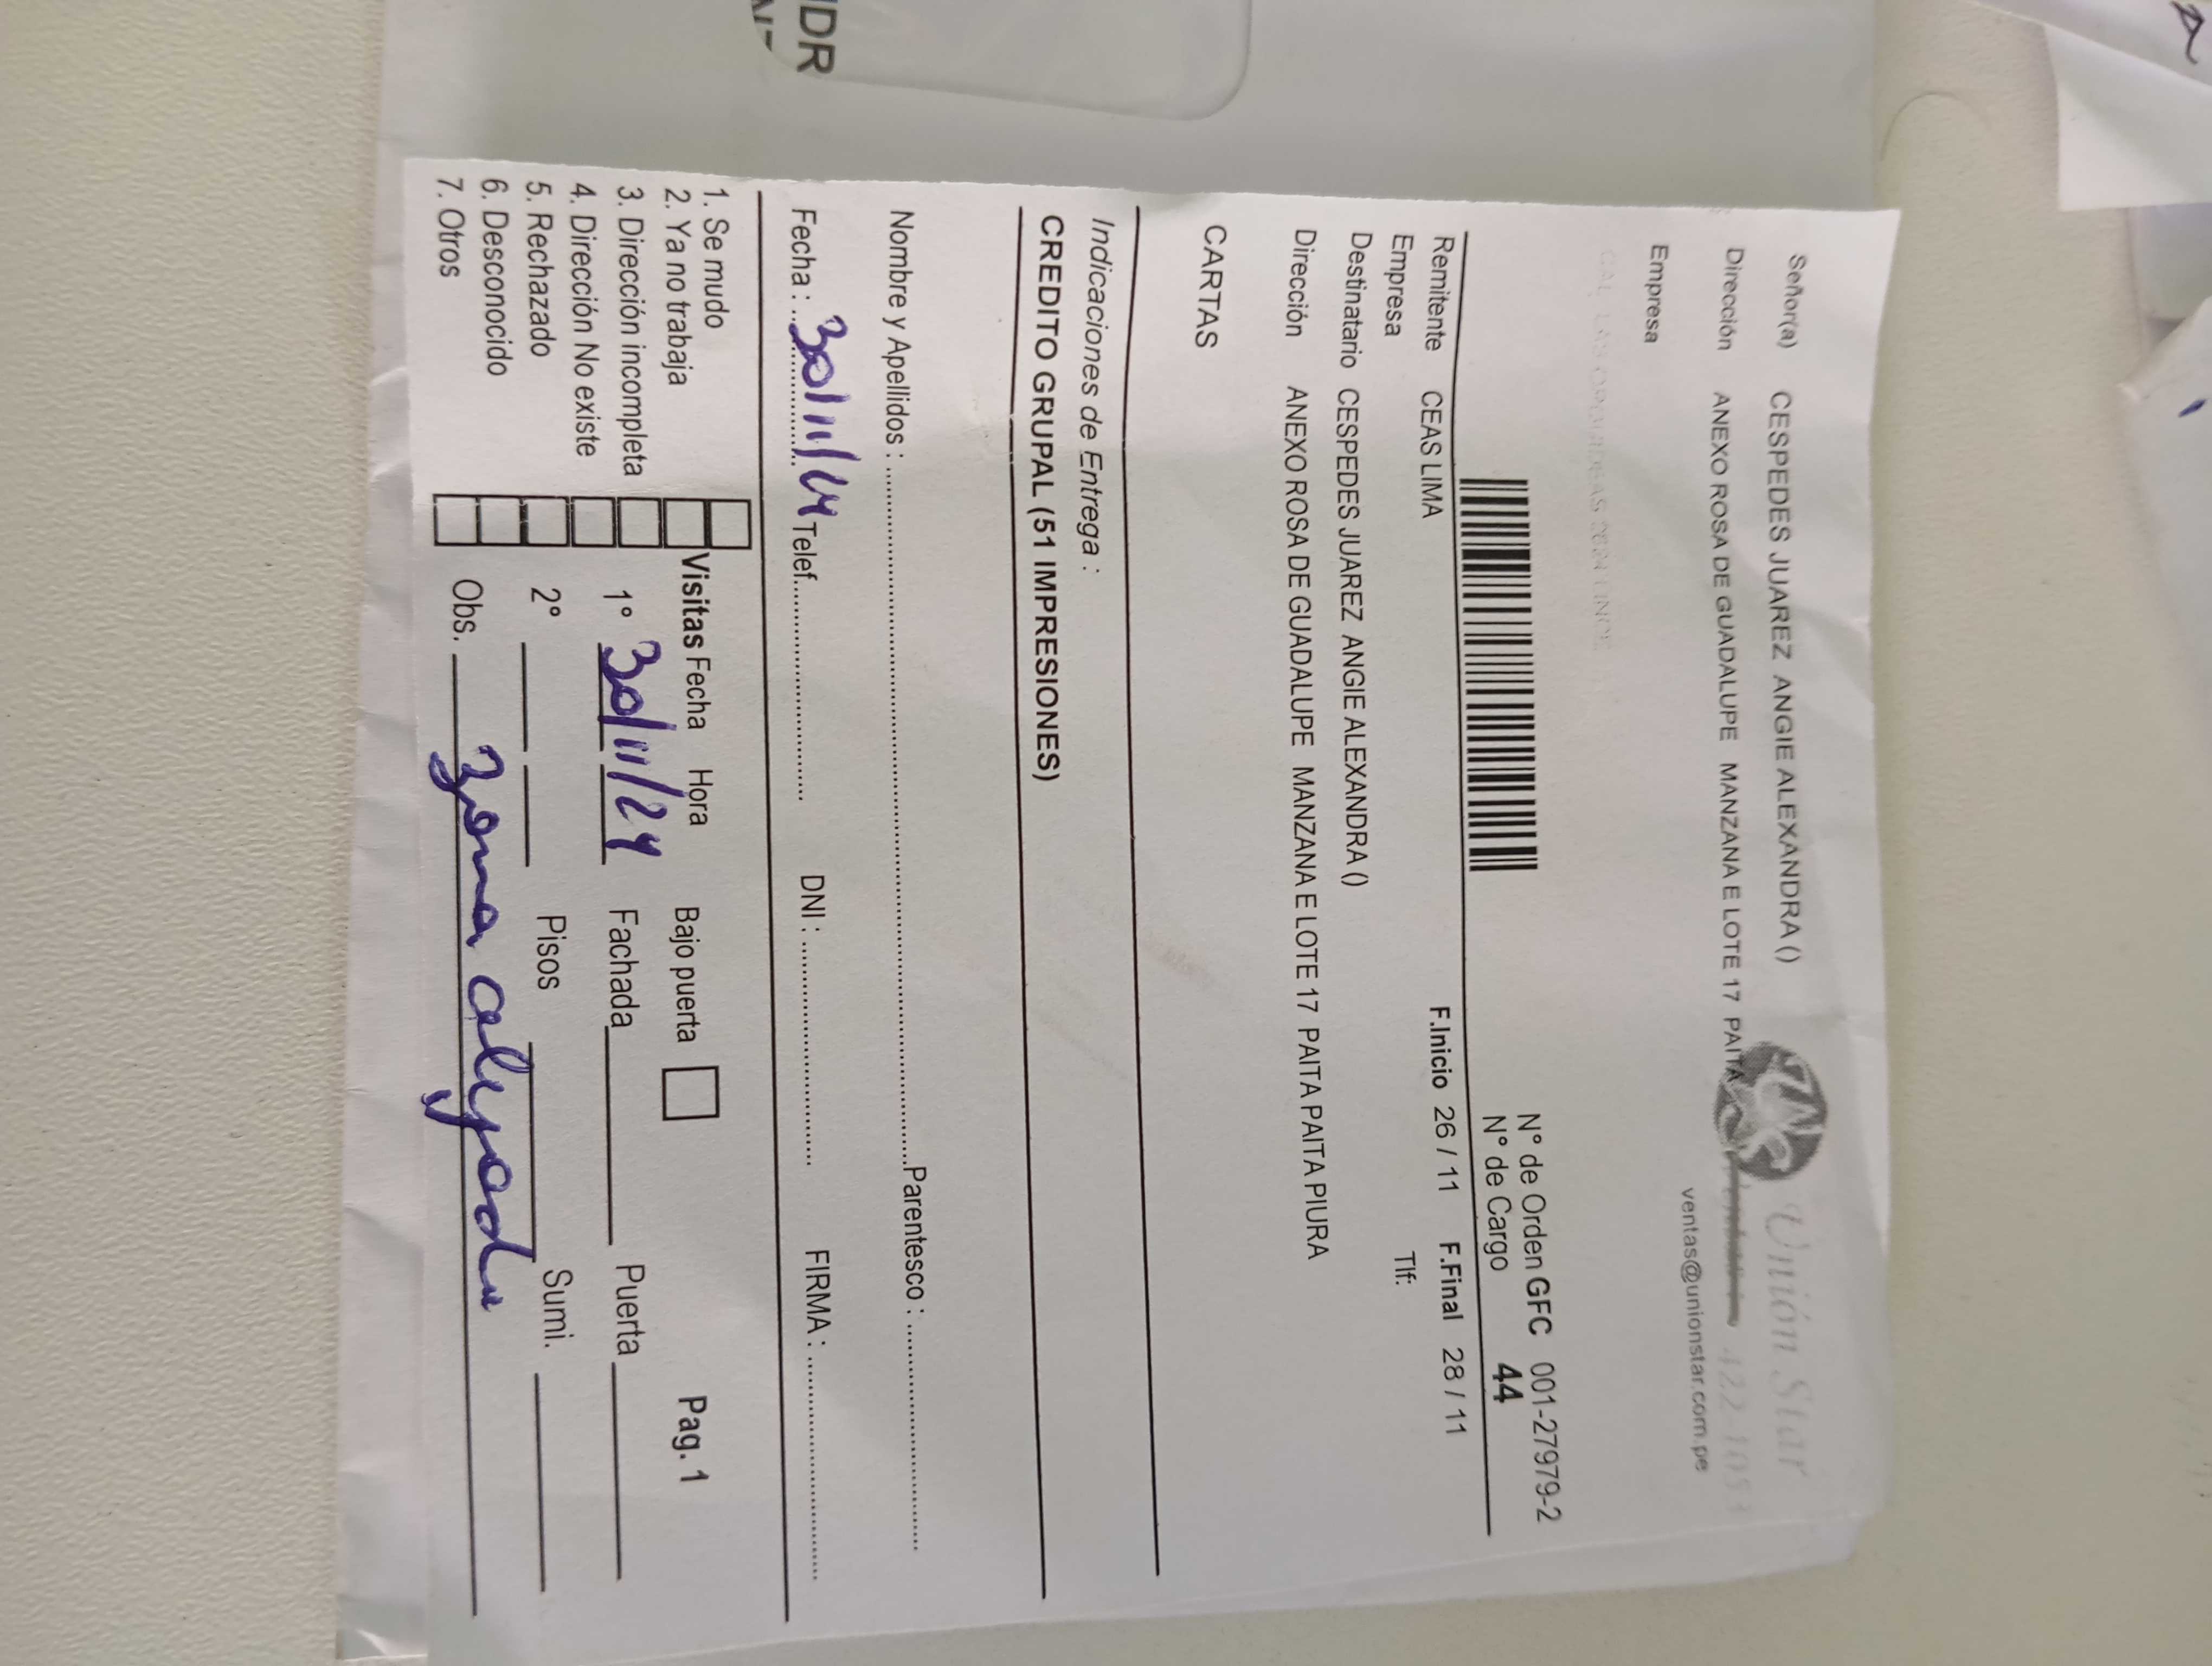 Señor(a) CESPEDES JUAREZ ANGIE ALEXANDRA ()
Unión Star
Dirección ANEXO ROSA DE GUADALUPE MANZANA E LOTE 17 PAITA
ventas@unionstar.com.pe
Empresa
N° de Orden GFC 001-27979-2
N° de Cargo 44
Remitente CEAS LIMA F.Inicio 26 / 11 F.Final 28 / 11
Empresa Tlf:
Destinatario CESPEDES JUAREZ ANGIE ALEXANDRA ()
Dirección ANEXO ROSA DE GUADALUPE MANZANA E LOTE 17 PAITA PAITA PAITA PIURA
CARTAS
Indicaciones de Entrega :
CREDITO GRUPAL (51 IMPRESIONES)
Nombre y Apellidos : Parentesco :
Fecha : 30/11/24 Telef. DNI : FIRMA :
1. Se mudo
2. Ya no trabaja
3. Dirección incompleta
4. Dirección No existe
5. Rechazado
6. Desconocido
7. Otros
Visitas Fecha Hora Bajo puerta Pag. 1
1° 30/11/24 Fachada Puerta
2° Pisos Sumi.
Obs. Zona
IDR